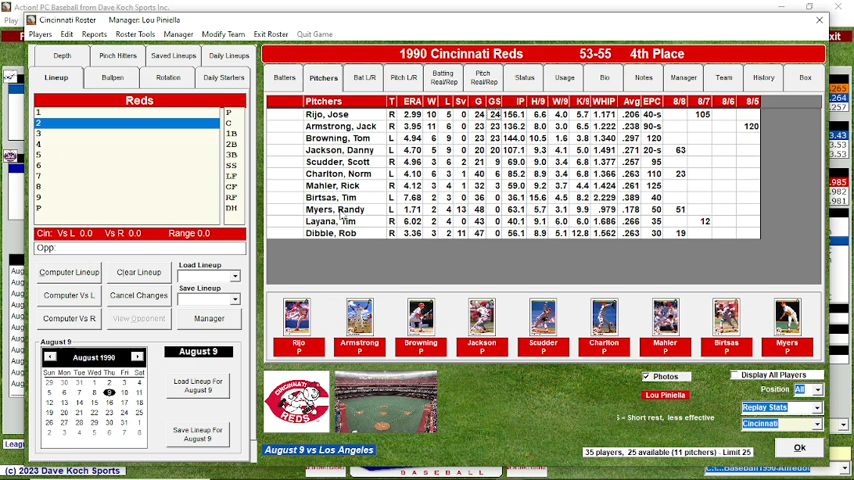 Action! PC Baseball from Dave Koch Sports Inc.
Cincinnati Roster Manager: Lou Piniella
Players Edit Reports Roster Tools Manager Modify Team Exit Roster Quit Game
Depth Pinch Hitters Saved Lineups Daily Lineups
Lineup Bullpen Rotation Daily Starters
Reds
1 P
2 C
3 1B
4 2B
5 3B
6 SS
7 LF
8 CF
9 RF
P DH
Cin: Vs L 0.0 Vs R 0.0 Range 0.0
Opp:
Computer Lineup Clear Lineup Load Lineup
Computer Vs L Cancel Changes Save Lineup
Computer Vs R View Opponent Manager
August 9
August 1990
Sun Mon Tue Wed Thu Fri Sat
29 30 31 1 2 3 4
5 6 7 8 9 10 11
12 13 14 15 16 17 18
19 20 21 22 23 24 25
26 27 28 29 30 31 1
2 3 4 5 6 7 8
August 9
Load Lineup For August 9
Save Lineup For August 9
1990 Cincinnati Reds 53-55 4th Place
Batters Pitchers Bat L/R Pitch L/R Batting Rat/Rep Pitch Rat/Rep Status Usage Bio Notes Manager Team History Box
Pitchers T ERA W L Sv G GS IP H/9 W/9 K/9 WHIP Avg EPC 8/8 8/7 8/6 8/5
Rijo, Jose R 2.99 10 5 0 24 24 156.1 6.6 4.0 5.7 1.171 .206 40-s 105
Armstrong, Jack R 3.95 11 6 0 23 23 136.2 8.0 3.0 6.5 1.222 .238 90-s 120
Browning, Tom L 4.94 6 9 0 23 23 144.0 10.5 1.6 3.8 1.340 .297 120
Jackson, Danny L 4.70 5 9 0 20 20 107.1 9.3 4.1 5.0 1.491 .271 20-s 63
Scudder, Scott R 4.96 3 6 2 21 9 69.0 9.0 3.4 6.8 1.377 .257 95
Charlton, Norm L 4.10 6 3 1 40 6 85.2 8.9 3.4 6.8 1.366 .263 110 23
Mahler, Rick R 4.12 3 4 1 32 3 59.0 9.2 3.7 4.4 1.424 .261 125
Birtsas, Tim L 7.68 2 3 0 36 0 36.1 15.6 4.5 8.2 2.229 .389 40
Myers, Randy L 1.71 2 4 13 48 0 63.1 5.7 3.1 9.9 .979 .178 50 51
Layana, Tim R 6.02 0 4 0 43 0 40.1 9.1 6.0 6.0 1.686 .266 35 12
Dibble, Rob R 3.36 3 2 11 47 0 56.1 8.9 5.1 12.8 1.562 .263 30 19
Rijo Armstrong Browning Jackson Scudder Charlton Mahler Birtsas Myers
P P P P P P P P P
Photos
Lou Piniella
s = Short rest, less effective
Display All Players
Position All
Replay Stats
Cincinnati
August 9 vs Los Angeles
35 players, 25 available (11 pitchers) - Limit 25
Ok
(c) 2023 Dave Koch Sports
BASEBALL